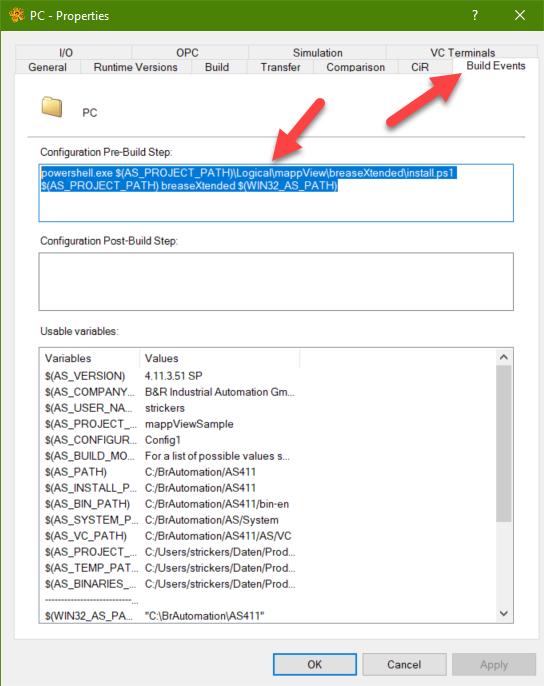 PC - Properties
I/O OPC Simulation VC Terminals
General Runtime Versions Build Transfer Comparison CiR Build Events
PC
Configuration Pre-Build Step:
powershell.exe $(AS_PROJECT_PATH)\Logical\mappView\breaseXtended\install.ps1
$(AS_PROJECT_PATH) breaseXtended $(WIN32_AS_PATH)
Configuration Post-Build Step:
Usable variables:
Variables Values
$(AS_VERSION) 4.11.3.51 SP
$(AS_COMPANY... B&R Industrial Automation Gm...
$(AS_USER_NA... strickers
$(AS_PROJECT_... mappViewSample
$(AS_CONFIGUR... Config1
$(AS_BUILD_MO... For a list of possible values s...
$(AS_PATH) C:/BrAutomation/AS411
$(AS_INSTALL_P... C:/BrAutomation/AS411
$(AS_BIN_PATH) C:/BrAutomation/AS411/bin-en
$(AS_SYSTEM_P... C:/BrAutomation/AS/System
$(AS_VC_PATH) C:/BrAutomation/AS411/AS/VC
$(AS_PROJECT_... C:/Users/strickers/Daten/Prod...
$(AS_TEMP_PAT... C:/Users/strickers/Daten/Prod...
$(AS_BINARIES_... C:/Users/strickers/Daten/Prod...
---------------------------...
$(WIN32_AS_PA... "C:\BrAutomation\AS411"
OK Cancel Apply